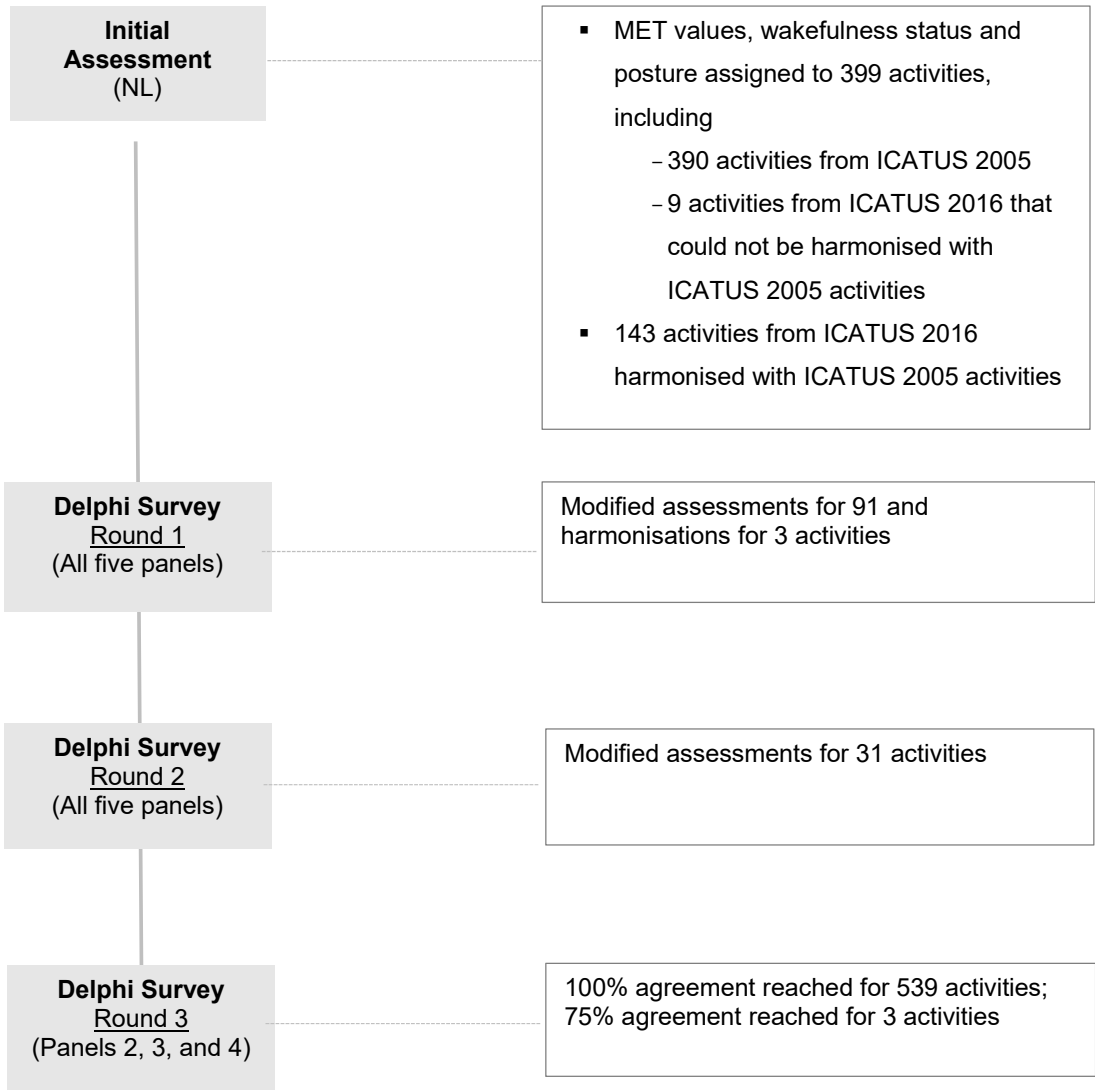 Initial
Assessment
(NL)
▪ MET values, wakefulness status and
posture assigned to 399 activities,
including
– 390 activities from ICATUS 2005
– 9 activities from ICATUS 2016 that
could not be harmonised with
ICATUS 2005 activities
▪ 143 activities from ICATUS 2016
harmonised with ICATUS 2005 activities
Delphi Survey
Round 1
(All five panels)
Modified assessments for 91 and
harmonisations for 3 activities
Delphi Survey
Round 2
(All five panels)
Modified assessments for 31 activities
Delphi Survey
Round 3
(Panels 2, 3, and 4)
100% agreement reached for 539 activities;
75% agreement reached for 3 activities